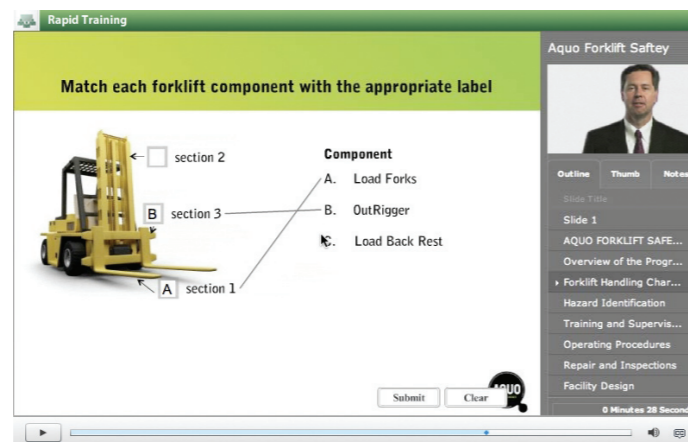 Rapid Training
Match each forklift component with the appropriate label
section 2
B section 3
A section 1
Component
A. Load Forks
B. OutRigger
C. Load Back Rest
Submit Clear
AQUO
Aquo Forklift Saftey
Outline Thumb Notes
Slide Title
Slide 1
AQUO FORKLIFT SAFE...
Overview of the Progr...
Forklift Handling Char...
Hazard Identification
Training and Supervis...
Operating Procedures
Repair and Inspections
Facility Design
0 Minutes 28 Second